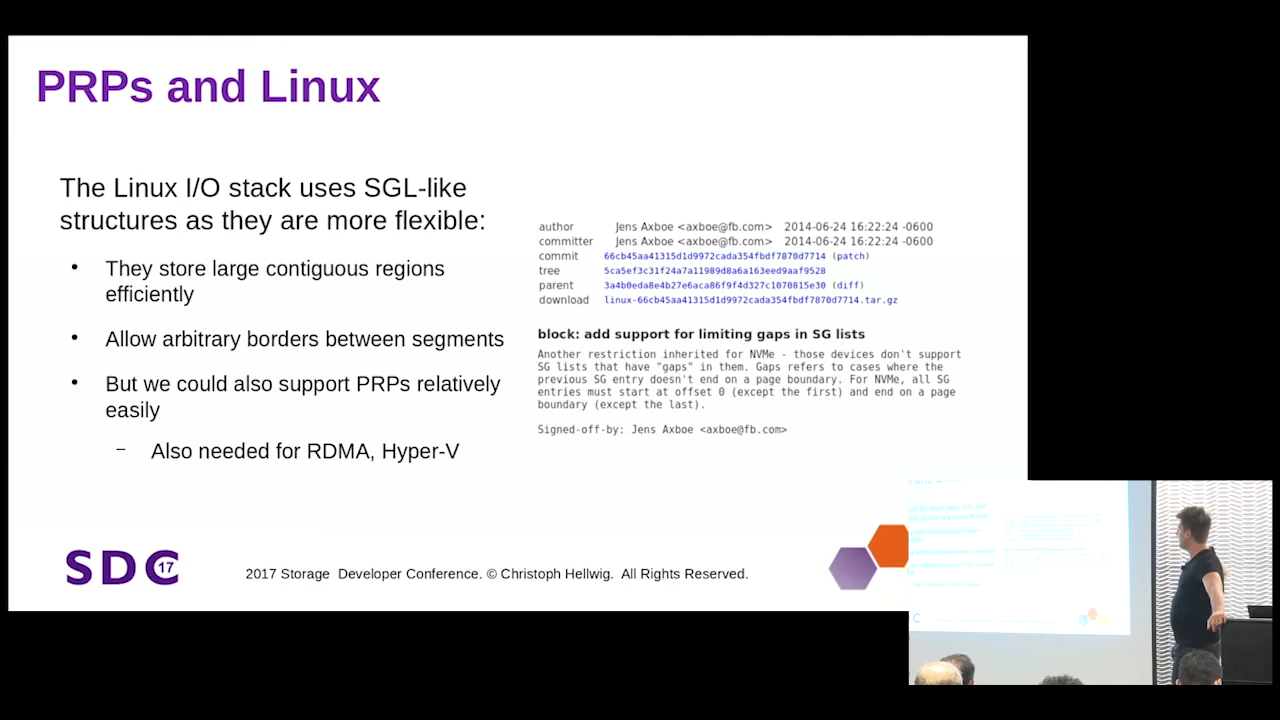 PRPs and Linux
The Linux I/O stack uses SGL-like
structures as they are more flexible:
• They store large contiguous regions
efficiently
• Allow arbitrary borders between segments
• But we could also support PRPs relatively
easily
– Also needed for RDMA, Hyper-V
author Jens Axboe <axboe@fb.com> 2014-06-24 16:22:24 -0600
committer Jens Axboe <axboe@fb.com> 2014-06-24 16:22:24 -0600
commit 66cb45aa41315d1d9972cada354fbdf7870d7714 (patch)
tree 5ca5ef3c31f24a7a11989d8a6a163eed9aaf9528
parent 3a4b0eda8e4b27e6aca86f9f4d327c1070815e30 (diff)
download linux-66cb45aa41315d1d9972cada354fbdf7870d7714.tar.gz
block: add support for limiting gaps in SG lists
Another restriction inherited for NVMe - those devices don't support
SG lists that have "gaps" in them. Gaps refers to cases where the
previous SG entry doesn't end on a page boundary. For NVMe, all SG
entries must start at offset 0 (except the first) and end on a page
boundary (except the last).
Signed-off-by: Jens Axboe <axboe@fb.com>
SDC 17
2017 Storage Developer Conference. © Christoph Hellwig. All Rights Reserved.